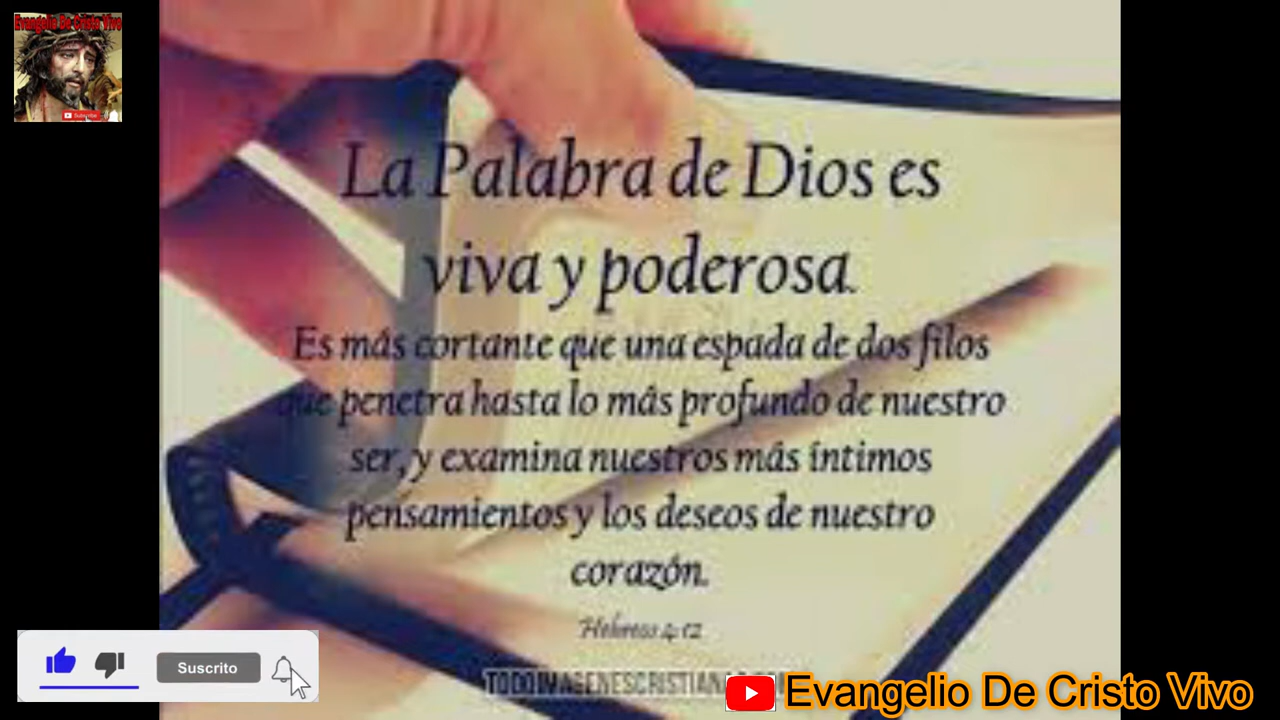 Evangelio De Cristo Vivo
La Palabra de Dios es
viva y poderosa.
Es más cortante que una espada de dos filos
que penetra hasta lo más profundo de nuestro
ser, y examina nuestros más íntimos
pensamientos y los deseos de nuestro
corazón.
Hebreos 4:12
Suscrito
Evangelio De Cristo Vivo